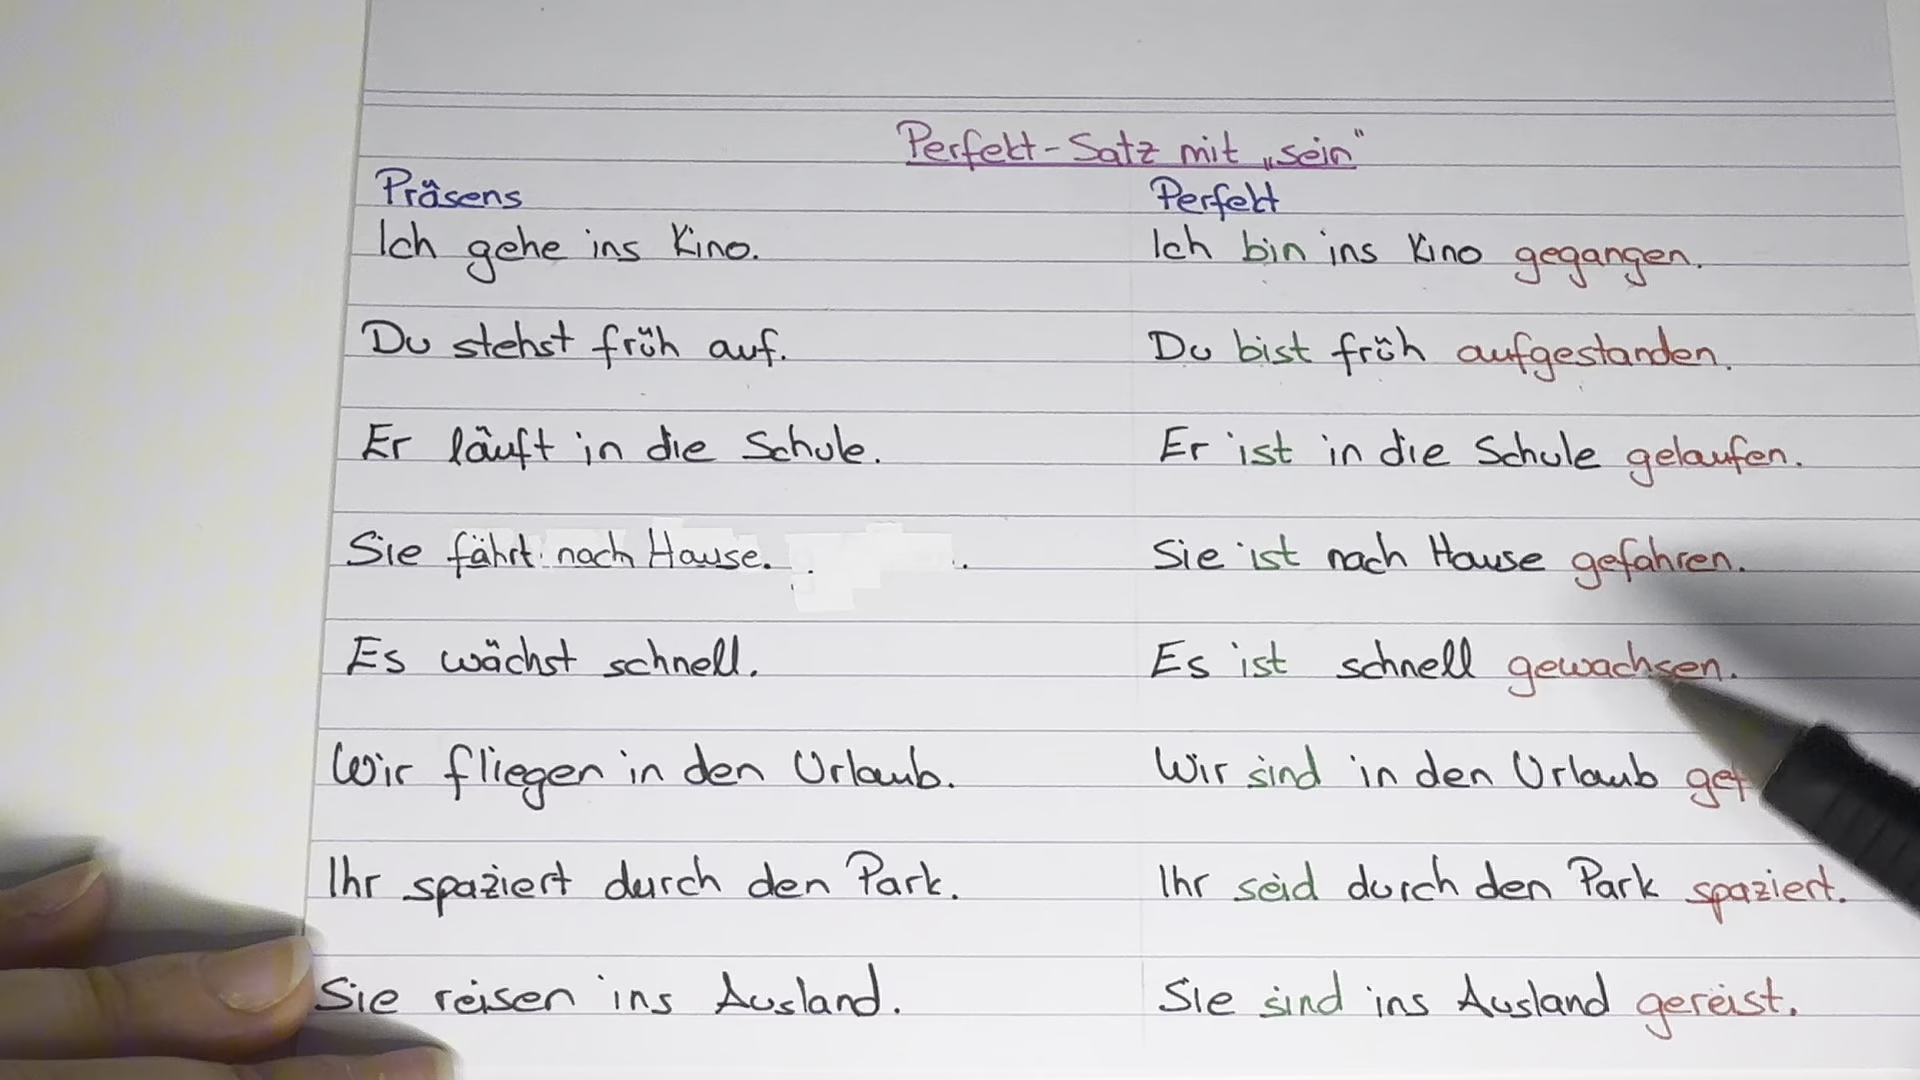 Perfekt-Satz mit „sein“
Präsens Perfekt
Ich gehe ins Kino. Ich bin ins Kino gegangen.
Du stehst früh auf. Du bist früh aufgestanden.
Er läuft in die Schule. Er ist in die Schule gelaufen.
Sie fährt nach Hause. Sie ist nach Hause gefahren.
Es wächst schnell. Es ist schnell gewachsen.
Wir fliegen in den Urlaub. Wir sind in den Urlaub
Ihr spaziert durch den Park. Ihr seid durch den Park spaziert.
Sie reisen ins Ausland. Sie sind ins Ausland gereist.